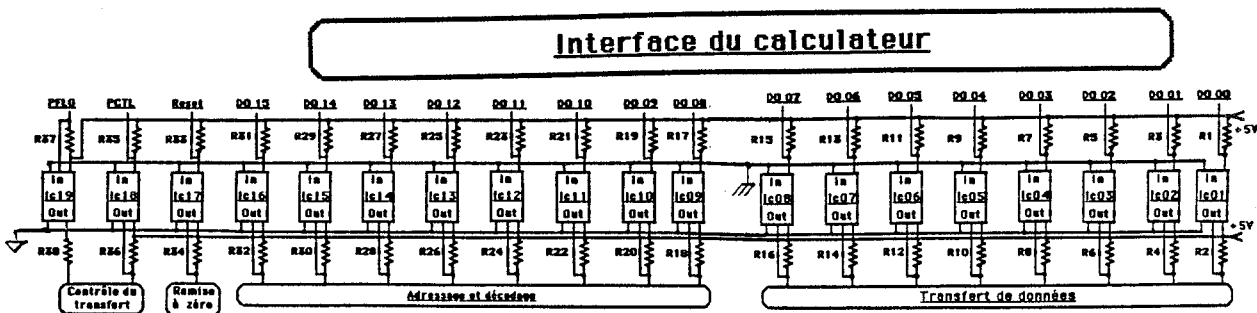 Interface du calculateur
PFLG PCTL Reset DO 15 DO 14 DO 13 DO 12 DO 11 DO 10 DO 09 DO 08 DO 07 DO 06 DO 05 DO 04 DO 03 DO 02 DO 01 DO 00
R37 R35 R33 R31 R29 R27 R25 R23 R21 R19 R17 R15 R13 R11 R9 R7 R5 R3 R1
+5V
In In In In In In In In In In In In In In In In In In In
Ic19 Ic18 Ic17 Ic16 Ic15 Ic14 Ic13 Ic12 Ic11 Ic10 Ic09 Ic08 Ic07 Ic06 Ic05 Ic04 Ic03 Ic02 Ic01
Out Out Out Out Out Out Out Out Out Out Out Out Out Out Out Out Out Out Out
+5V
R38 R36 R34 R32 R30 R28 R26 R24 R22 R20 R18 R16 R14 R12 R10 R8 R6 R4 R2
Contrôle du transfert
Remise à zéro
Adressage et décodage
Transfert de données